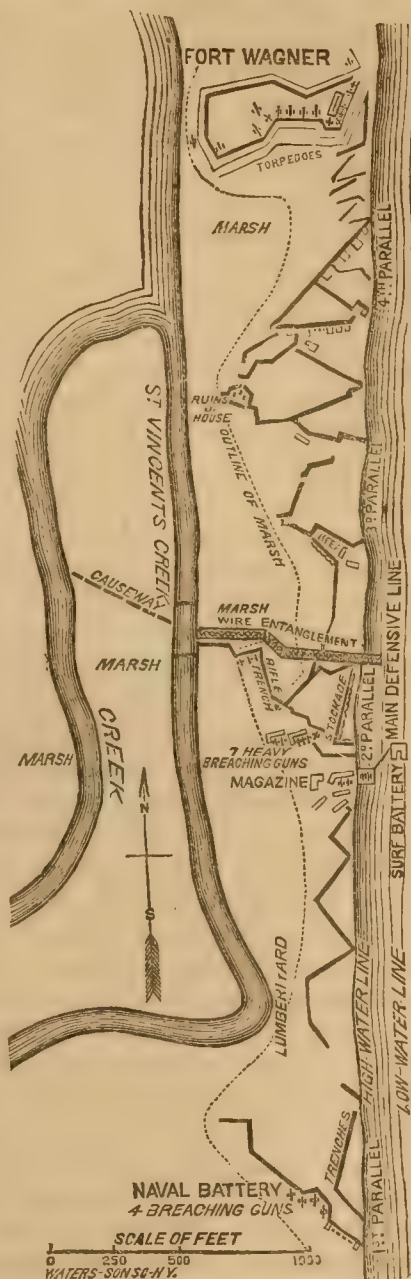 FORT WAGNER
TORPEDOES
MARSH
4TH PARALLEL
RUINS OF HOUSE
OUTLINE OF MARSH
ST VINCENTS CREEK
3D PARALLEL
CAUSEWAY
MARSH
WIRE ENTANGLEMENT
MARSH
RIFLE TRENCH
STOCKADE
2D PARALLEL
MAIN DEFENSIVE LINE
MARSH
CREEK
7 HEAVY
BREACHING GUNS
MAGAZINE
SURF BATTERY
N
S
LUMBER YARD
HIGH-WATER LINE
LOW-WATER LINE
TRENCHES
1ST PARALLEL
NAVAL BATTERY
4 BREACHING GUNS
SCALE OF FEET
0 250 500 1000
WATERS-SON SC-N.Y.